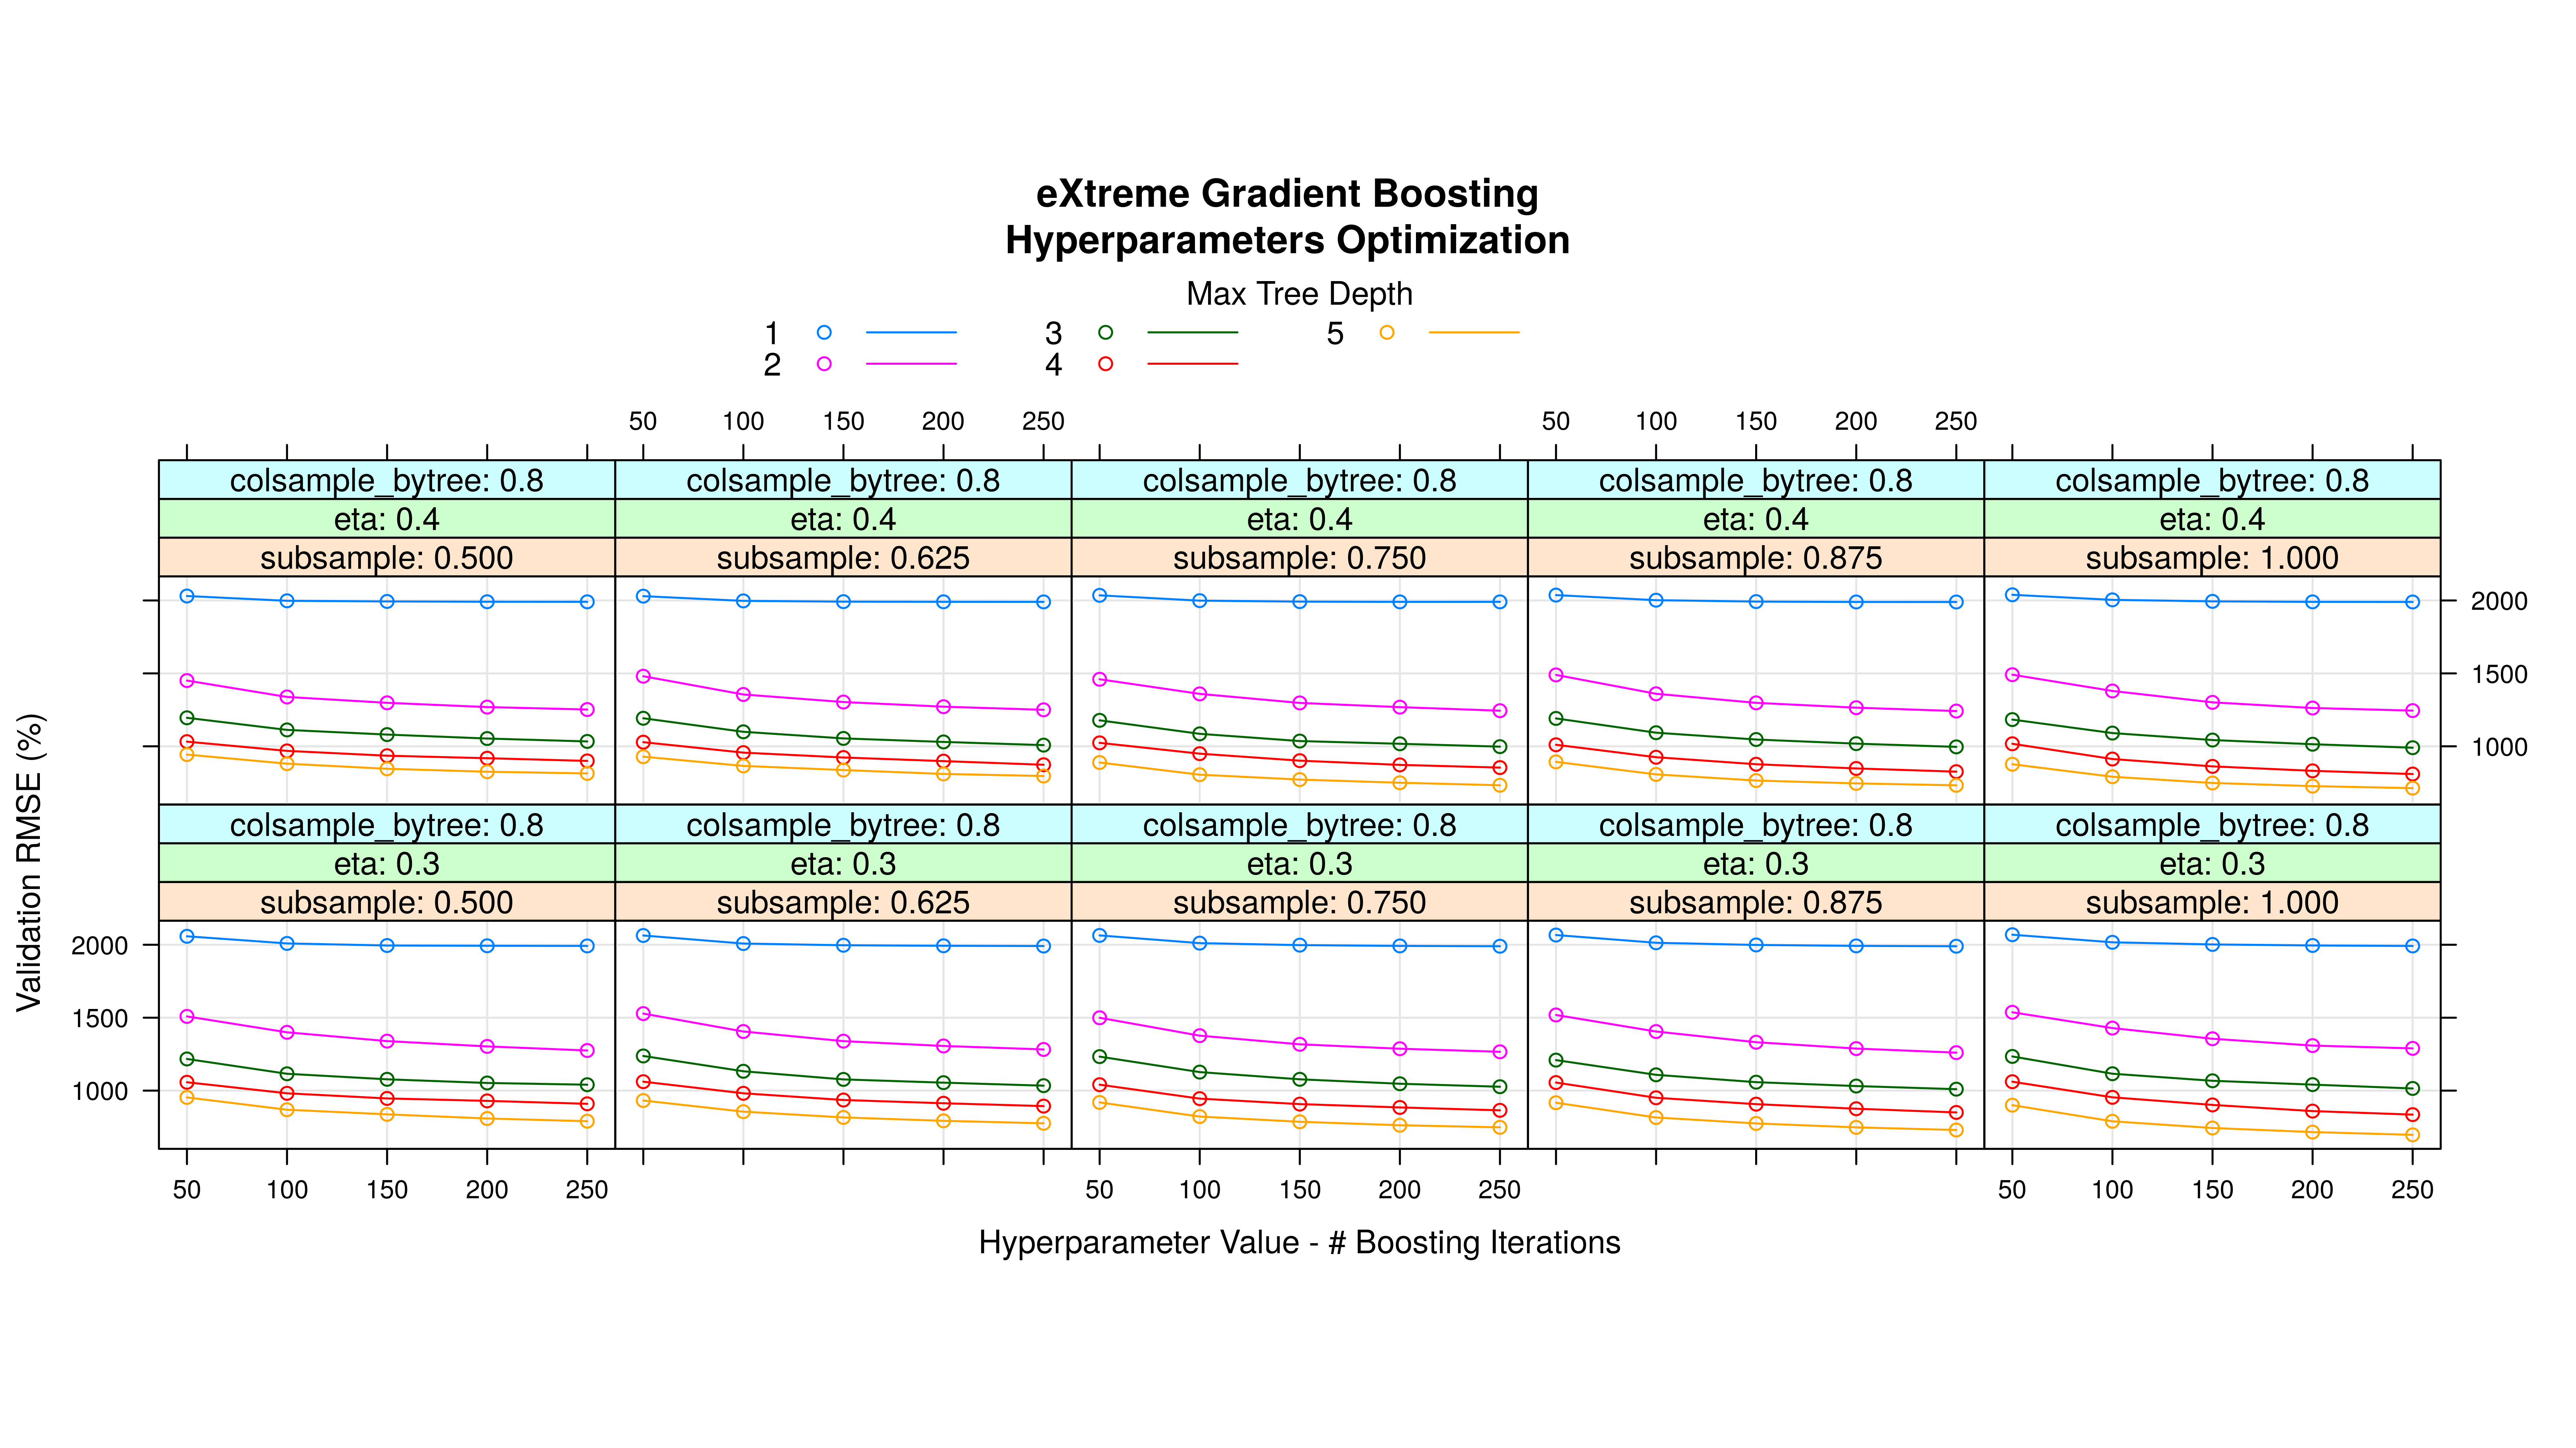 eXtreme Gradient Boosting
Hyperparameters Optimization
Max Tree Depth
1 3 5
2 4
50 100 150 200 250 50 100 150 200 250
colsample_bytree: 0.8 colsample_bytree: 0.8 colsample_bytree: 0.8 colsample_bytree: 0.8 colsample_bytree: 0.8
eta: 0.4 eta: 0.4 eta: 0.4 eta: 0.4 eta: 0.4
subsample: 0.500 subsample: 0.625 subsample: 0.750 subsample: 0.875 subsample: 1.000
2000
1500
1000
Validation RMSE (%)
colsample_bytree: 0.8 colsample_bytree: 0.8 colsample_bytree: 0.8 colsample_bytree: 0.8 colsample_bytree: 0.8
eta: 0.3 eta: 0.3 eta: 0.3 eta: 0.3 eta: 0.3
subsample: 0.500 subsample: 0.625 subsample: 0.750 subsample: 0.875 subsample: 1.000
2000
1500
1000
50 100 150 200 250 50 100 150 200 250 50 100 150 200 250
Hyperparameter Value - # Boosting Iterations